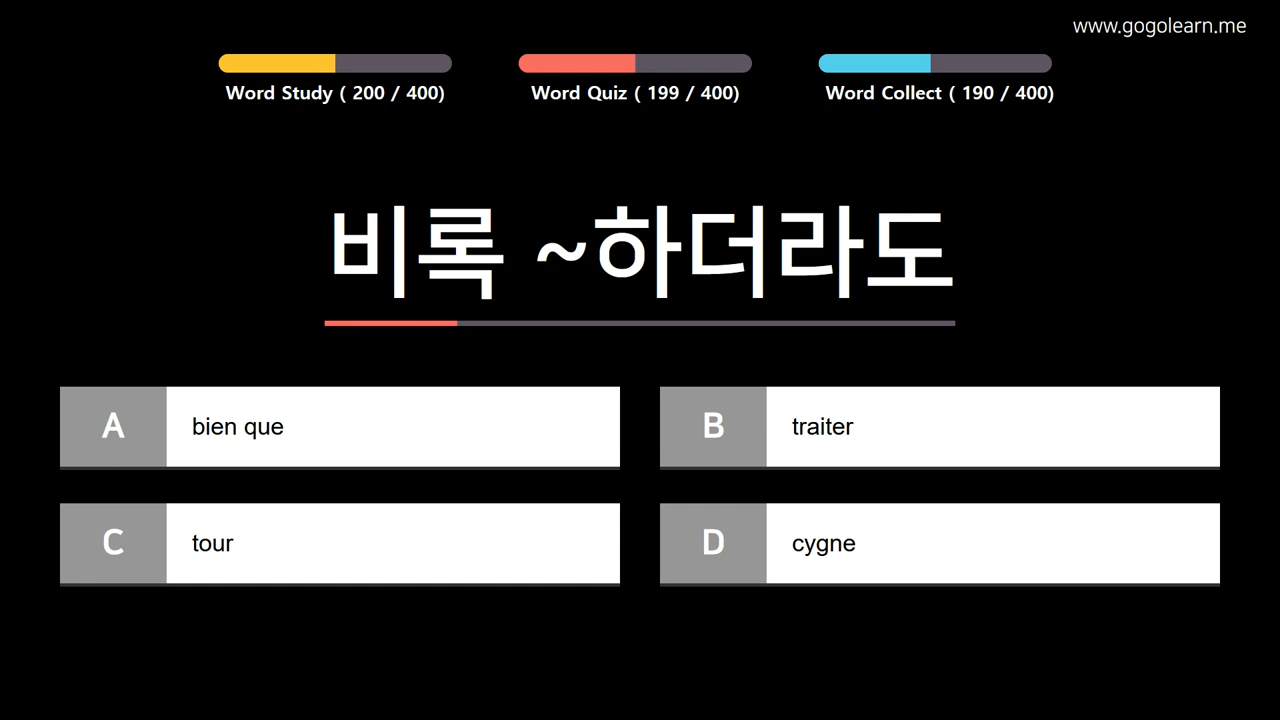 www.gogolearn.me
Word Study ( 200 / 400)
Word Quiz ( 199 / 400)
Word Collect ( 190 / 400)
비록 ~하더라도
A bien que
B traiter
C tour
D cygne